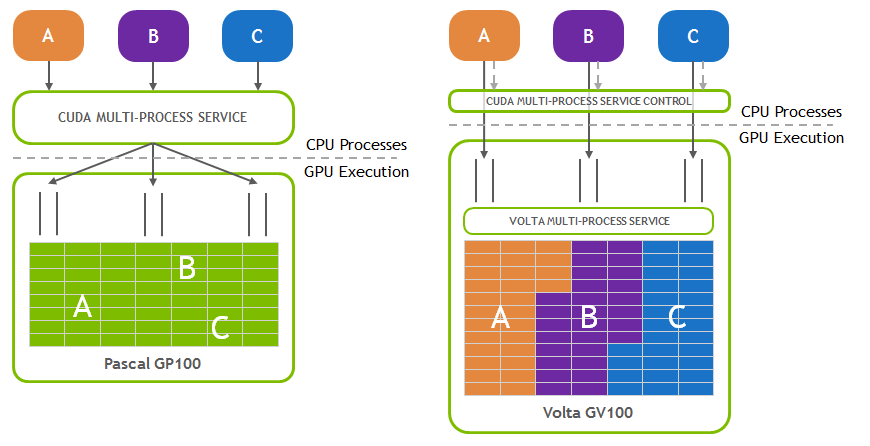 A
B
C
CUDA MULTI-PROCESS SERVICE
CPU Processes
GPU Execution
B
A
C
Pascal GP100
A
B
C
CUDA MULTI-PROCESS SERVICE CONTROL
CPU Processes
GPU Execution
VOLTA MULTI-PROCESS SERVICE
A
B
C
Volta GV100